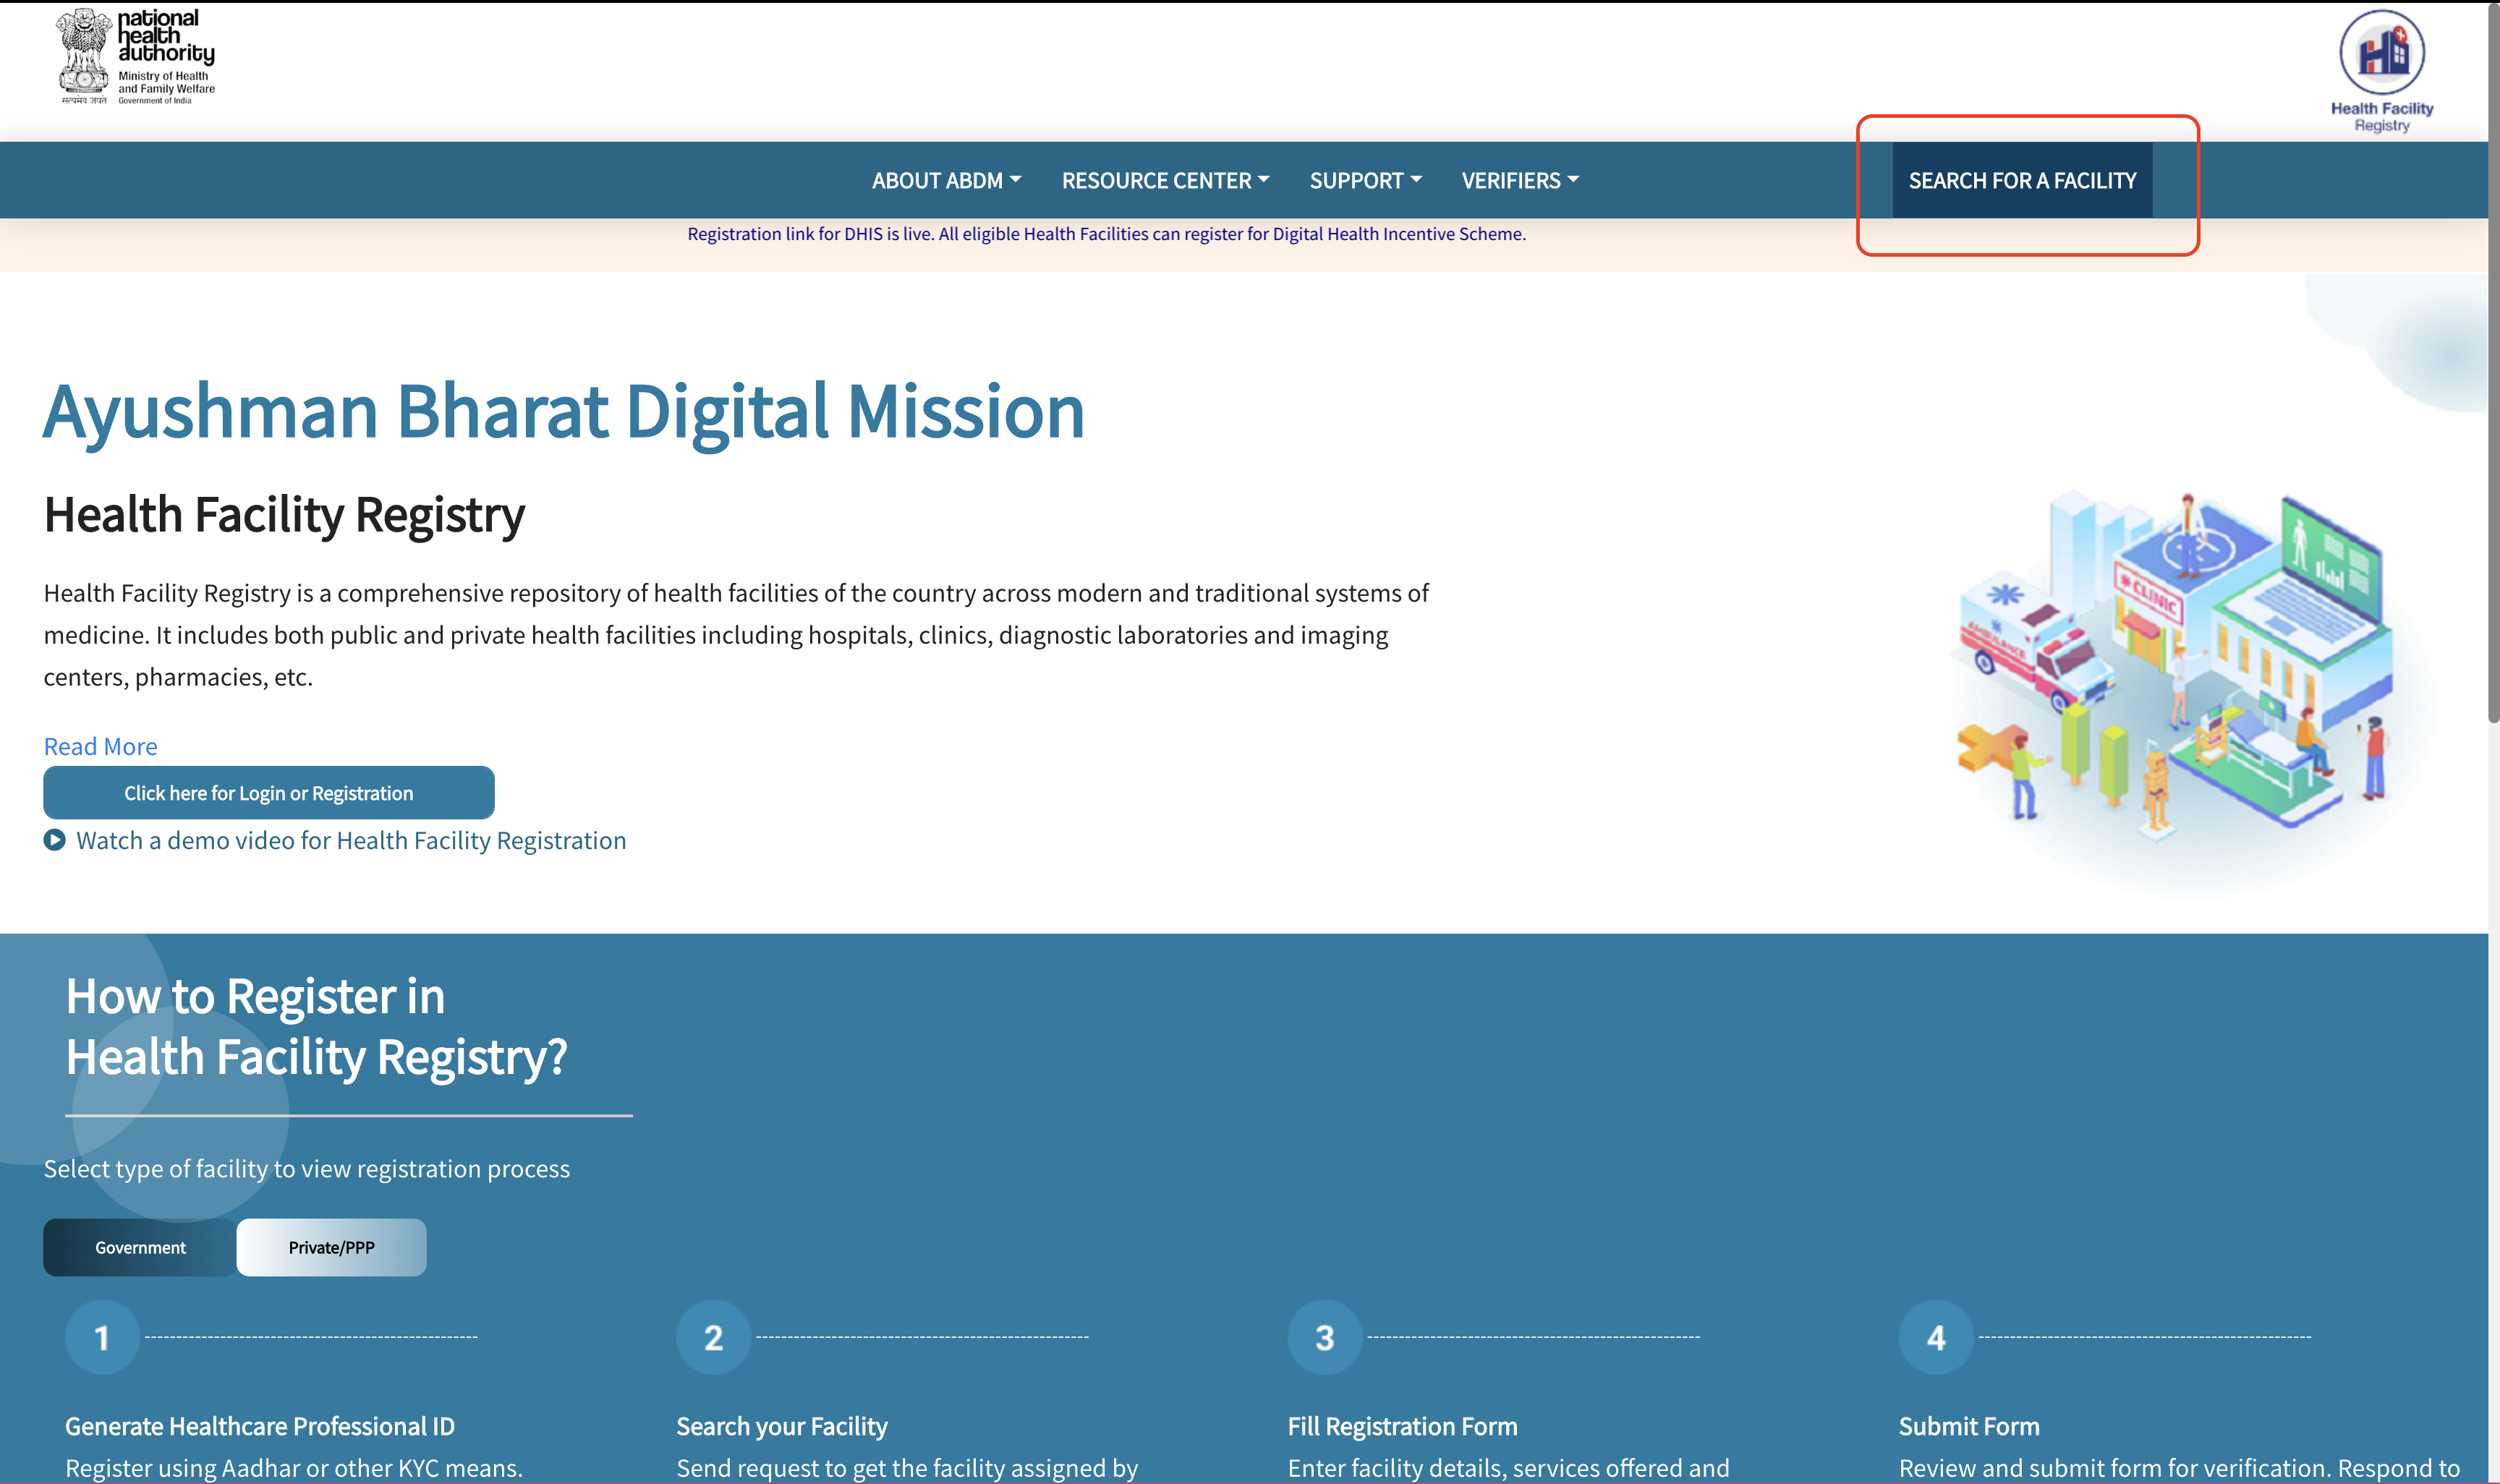 national
health
authority
Ministry of Health
and Family Welfare
Government of India
सत्यमेव जयते
Health Facility
Registry
ABOUT ABDM
RESOURCE CENTER
SUPPORT
VERIFIERS
SEARCH FOR A FACILITY
Registration link for DHIS is live. All eligible Health Facilities can register for Digital Health Incentive Scheme.
Ayushman Bharat Digital Mission
Health Facility Registry
Health Facility Registry is a comprehensive repository of health facilities of the country across modern and traditional systems of
medicine. It includes both public and private health facilities including hospitals, clinics, diagnostic laboratories and imaging
centers, pharmacies, etc.
CLINIC
AMBULANCE
Read More
Click here for Login or Registration
Watch a demo video for Health Facility Registration
How to Register in
Health Facility Registry?
Select type of facility to view registration process
Government
Private/PPP
1
2
3
4
Generate Healthcare Professional ID
Register using Aadhar or other KYC means.
Search your Facility
Send request to get the facility assigned by
Fill Registration Form
Enter facility details, services offered and
Submit Form
Review and submit form for verification. Respond to